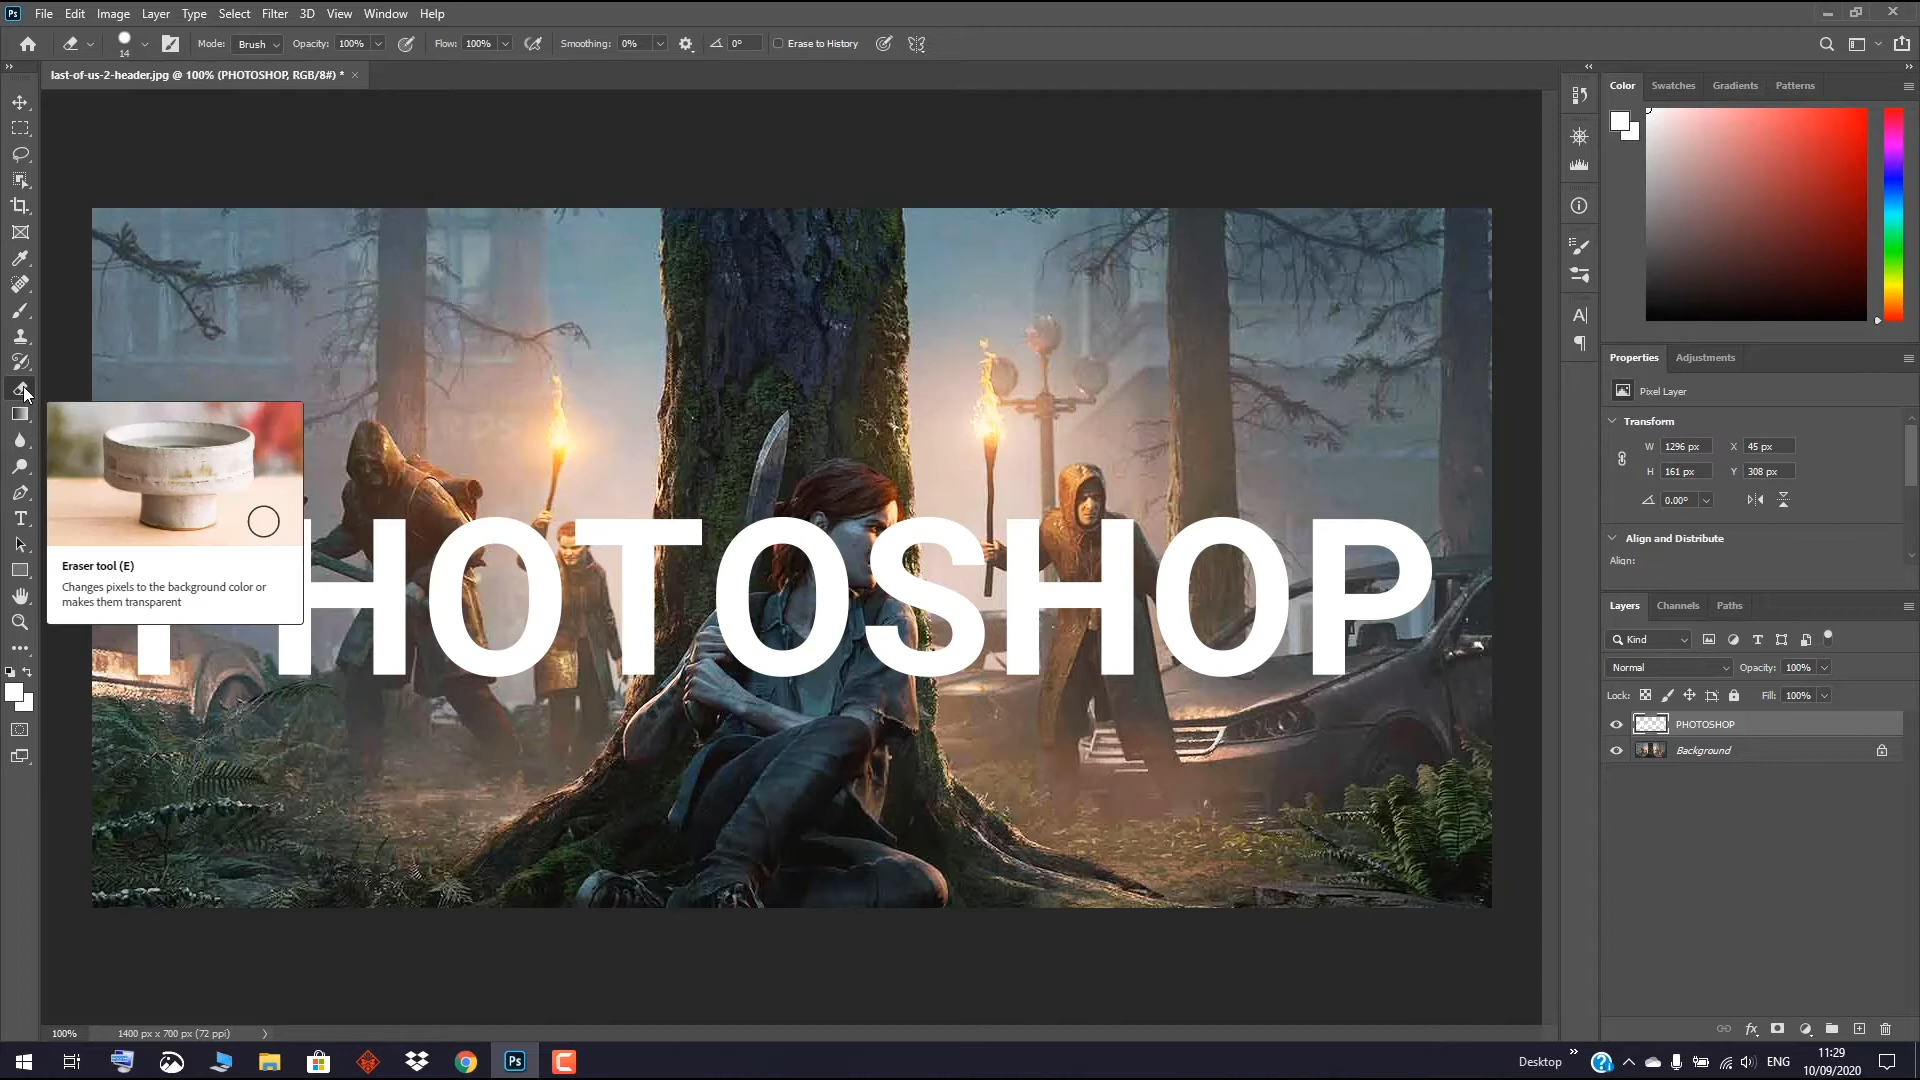 Ps File Edit Image Layer Type Select Filter 3D View Window Help
14 Mode: Brush Opacity: 100% Flow: 100% Smoothing: 0% 0° Erase to History
last-of-us-2-header.jpg @ 100% (PHOTOSHOP, RGB/8#) *
Color Swatches Gradients Patterns
Properties Adjustments
Pixel Layer
Transform
W 1296 px X 45 px
H 161 px Y 308 px
0.00°
Align and Distribute
Align:
PHOTOSHOP
Eraser tool (E)
Changes pixels to the background color or
makes them transparent
Layers Channels Paths
Kind
Normal Opacity: 100%
Lock: Fill: 100%
PHOTOSHOP
Background
100% 1400 px x 700 px (72 ppi)
Ps Desktop ENG 11:29
10/09/2020